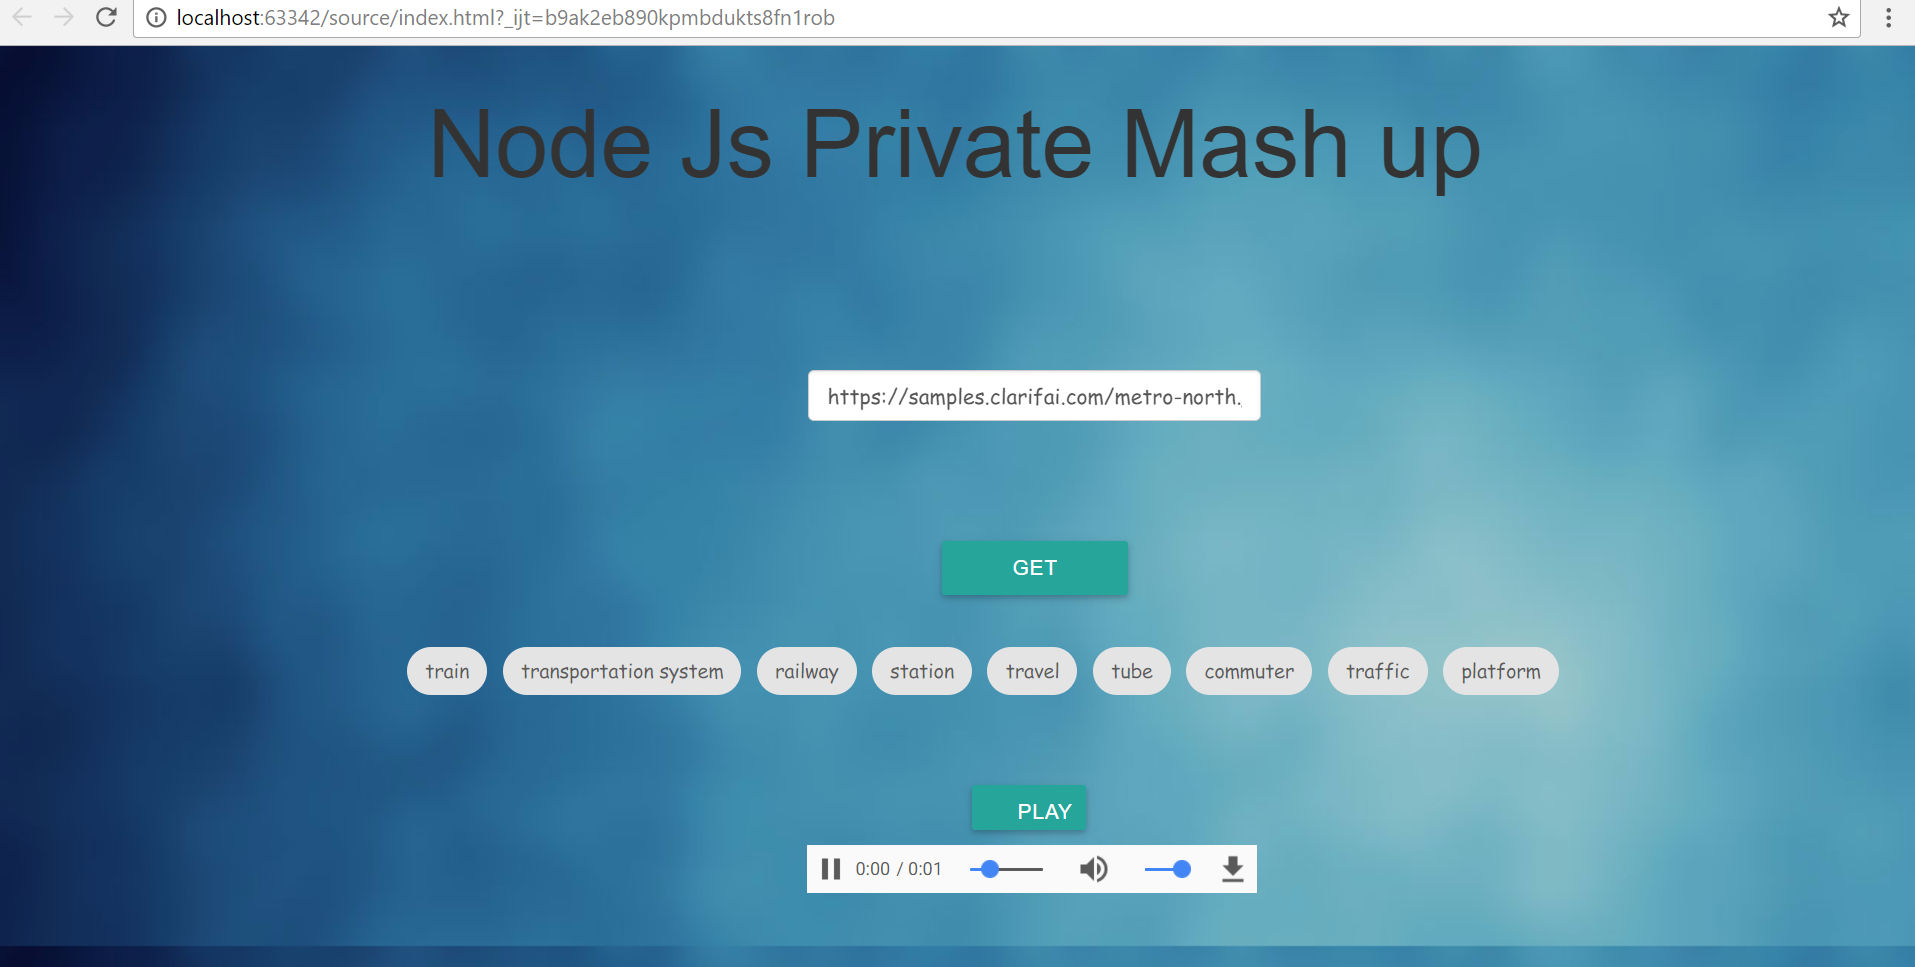 localhost:63342/source/index.html?_ijt=b9ak2eb890kpmbdukts8fn1rob
Node Js Private Mash up
https://samples.clarifai.com/metro-north.
GET
train transportation system railway station travel tube commuter traffic platform
PLAY
0:00 / 0:01